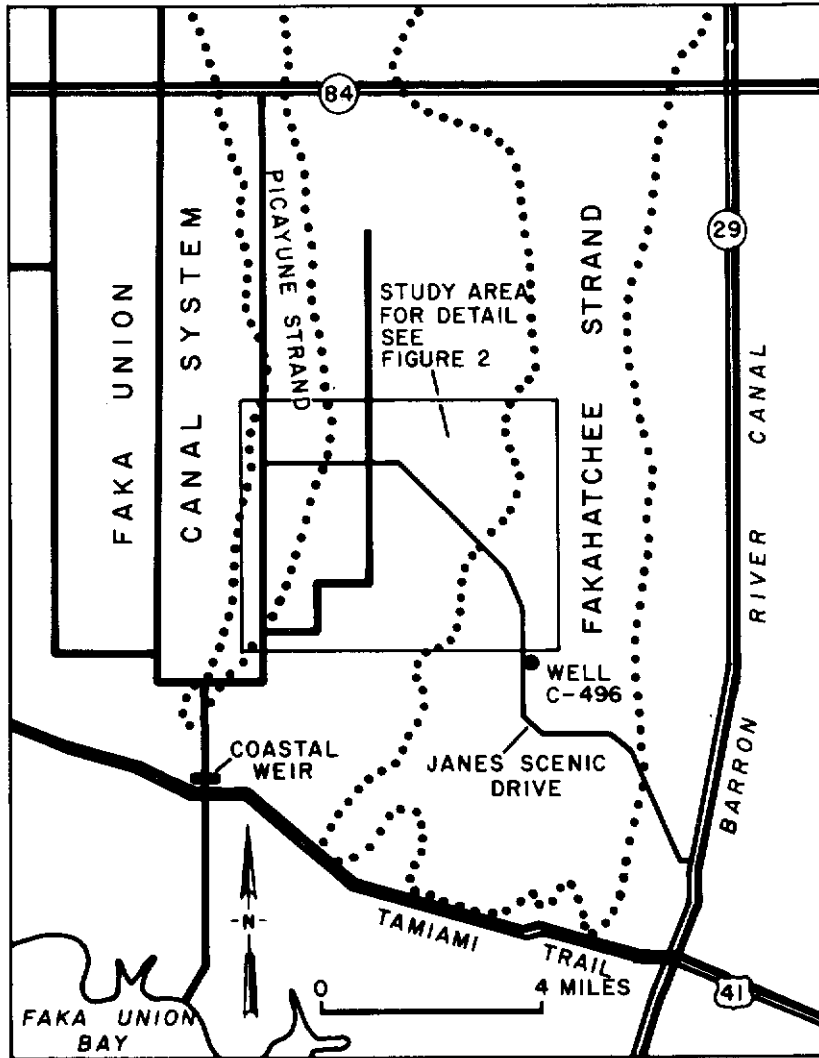 84
FAKA UNION
CANAL SYSTEM
PICAYUNE STRAND
STUDY AREA
FOR DETAIL
SEE
FIGURE 2
FAKAHATCHEE STRAND
29
BARRON RIVER CANAL
WELL
C-496
JANES SCENIC
DRIVE
COASTAL
WEIR
-N-
TAMIAMI TRAIL
0 4 MILES
41
FAKA UNION
BAY